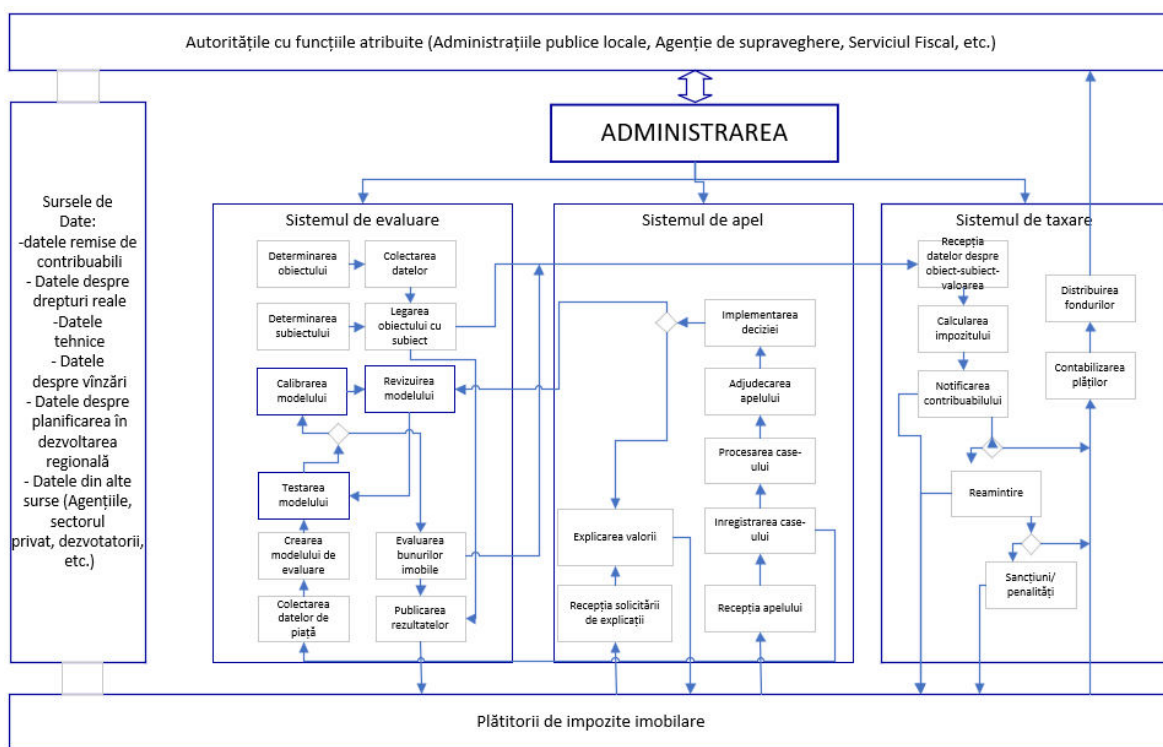 Autoritățile cu funcțiile atribuite (Administrațiile publice locale, Agenție de supraveghere, Serviciul Fiscal, etc.)
ADMINISTRAREA
Sursele de
Date:
-datele remise de
contribuabili
- Datele despre
drepturi reale
-Datele
tehnice
- Datele
despre vînzări
- Datele despre
planificarea în
dezvoltarea
regională
- Datele din alte
surse (Agențiile,
sectorul
privat, dezvotatorii,
etc.)
Sistemul de evaluare
Determinarea
obiectului
Colectarea
datelor
Determinarea
subiectului
Legarea
obiectului cu
subiect
Calibrarea
modelului
Revizuirea
modelului
Testarea
modelului
Crearea
modelului de
evaluare
Evaluarea
bunurilor
imobile
Colectarea
datelor de
piață
Publicarea
rezultatelor
Sistemul de apel
Implementarea
deciziei
Adjudecarea
apelului
Procesarea case-
ului
Explicarea valorii
Inregistrarea case-
ului
Recepția solicitării
de explicații
Recepția apelului
Sistemul de taxare
Recepția
datelor despre
obiect-subiect-
valoarea
Distribuirea
fondurilor
Calcularea
impozitului
Contabilizarea
plăților
Notificarea
contribuabilului
Reamintire
Sancțiuni/
penalități
Plătitorii de impozite imobilare